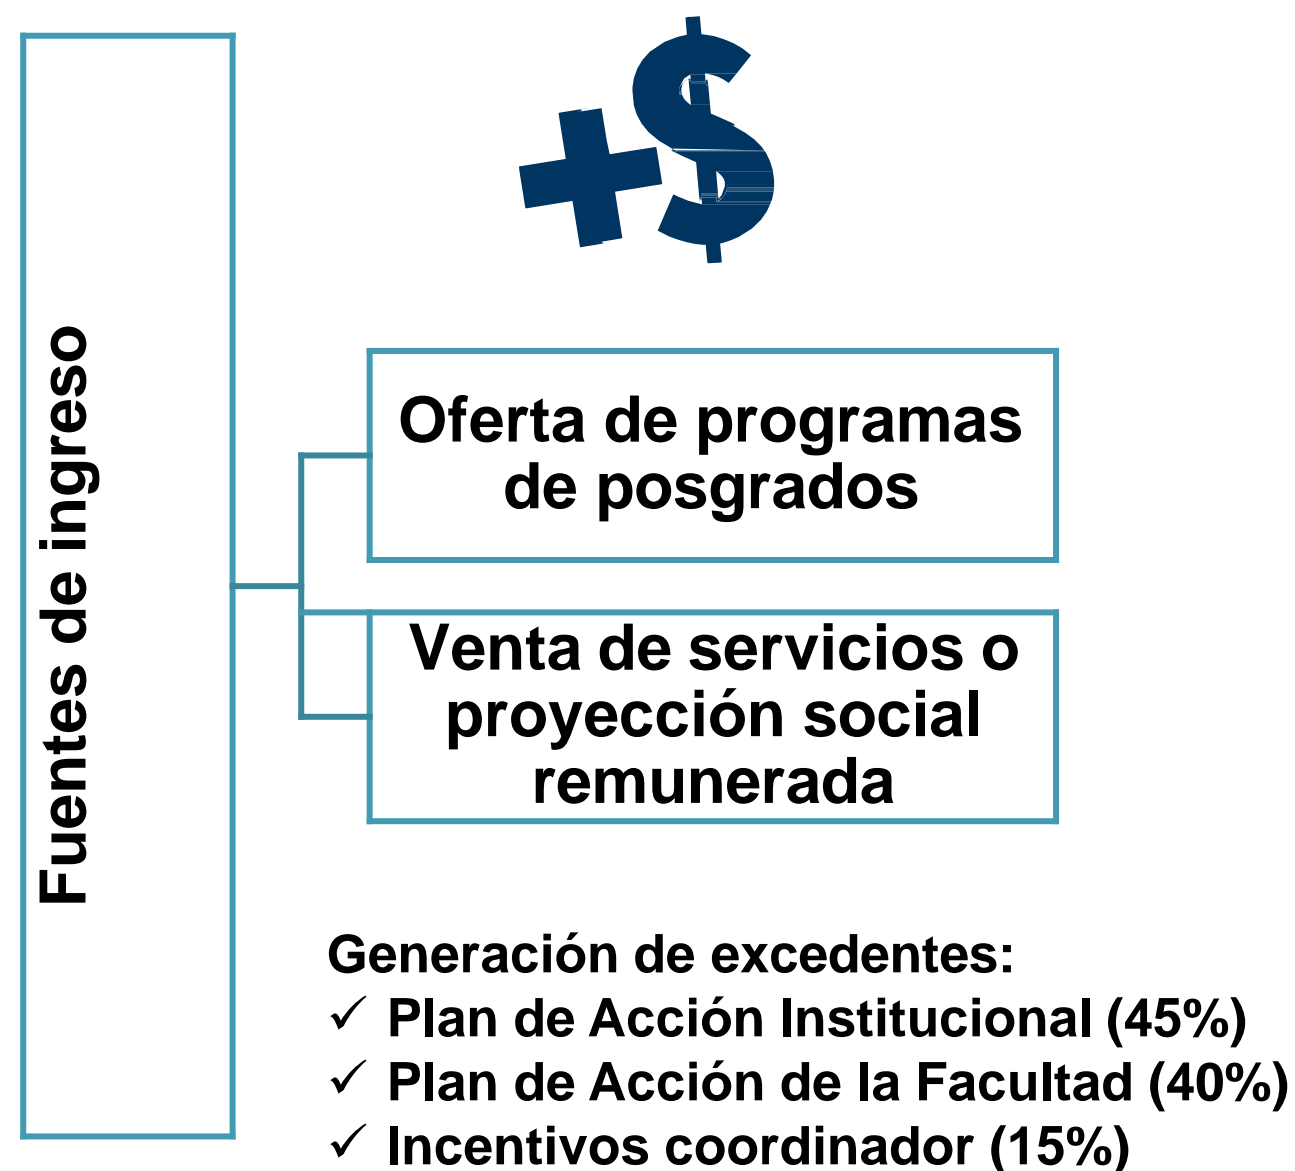 +$
Fuentes de ingreso
Oferta de programas
de posgrados
Venta de servicios o
proyección social
remunerada
Generación de excedentes:
✓ Plan de Acción Institucional (45%)
✓ Plan de Acción de la Facultad (40%)
✓ Incentivos coordinador (15%)